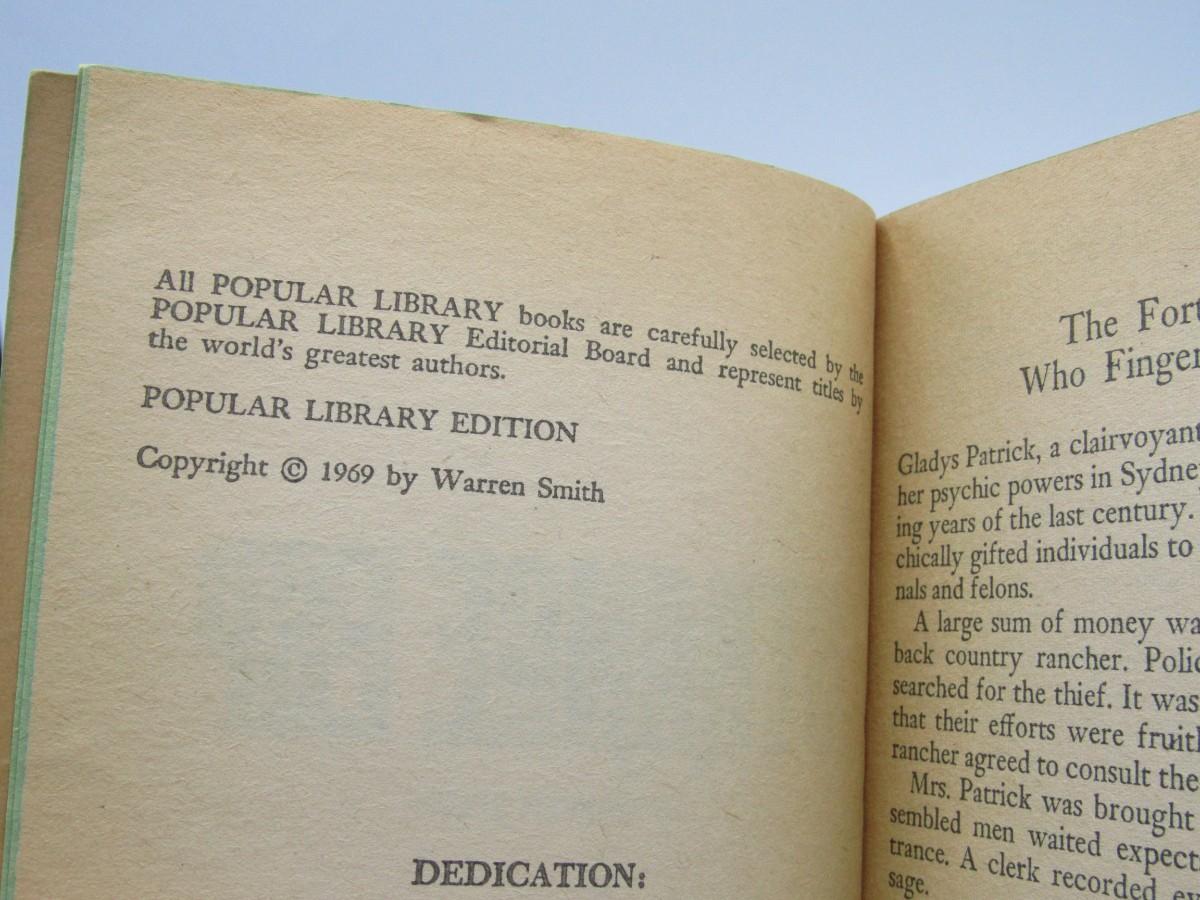 All POPULAR LIBRARY books are carefully selected by the
POPULAR LIBRARY Editorial Board and represent titles by
the world's greatest authors.
POPULAR LIBRARY EDITION
Copyright © 1969 by Warren Smith
DEDICATION:
The Fort
Who Finger
Gladys Patrick, a clairvoyant
her psychic powers in Sydney
ing years of the last century.
chically gifted individuals to
nals and felons.
A large sum of money wa
back country rancher. Polic
searched for the thief. It was
that their efforts were fruitl
rancher agreed to consult the
Mrs. Patrick was brought
sembled men waited expect
trance. A clerk recorded ev
sage.